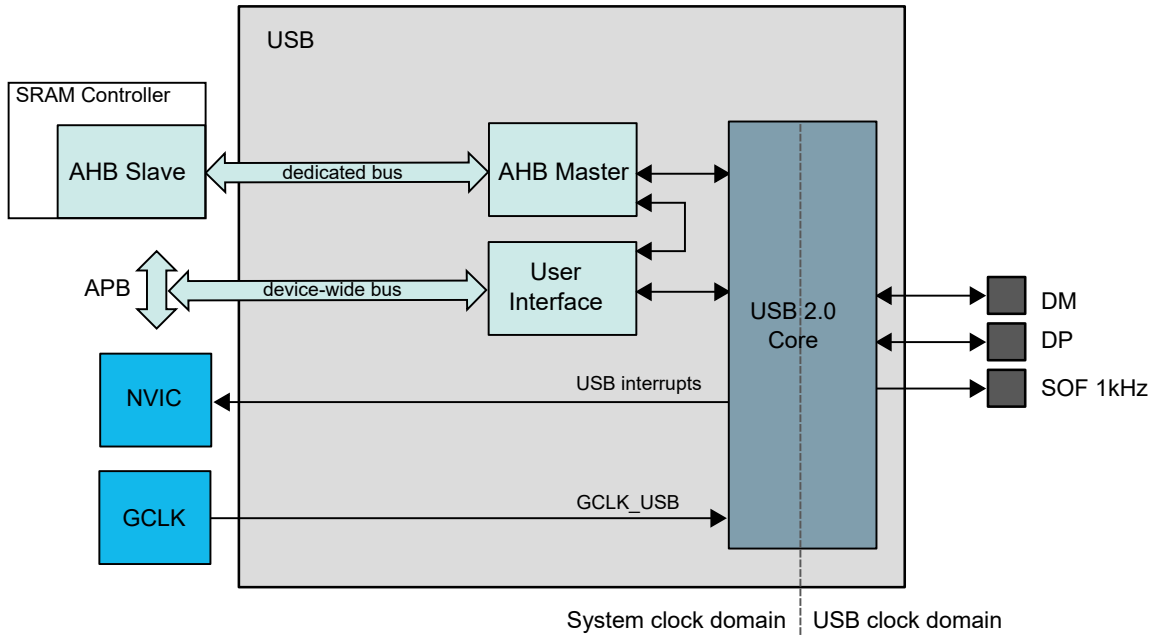 USB
SRAM Controller
AHB Slave
dedicated bus
AHB Master
APB
device-wide bus
User
Interface
USB 2.0
Core
DM
DP
SOF 1kHz
NVIC
USB interrupts
GCLK
GCLK_USB
System clock domain
USB clock domain